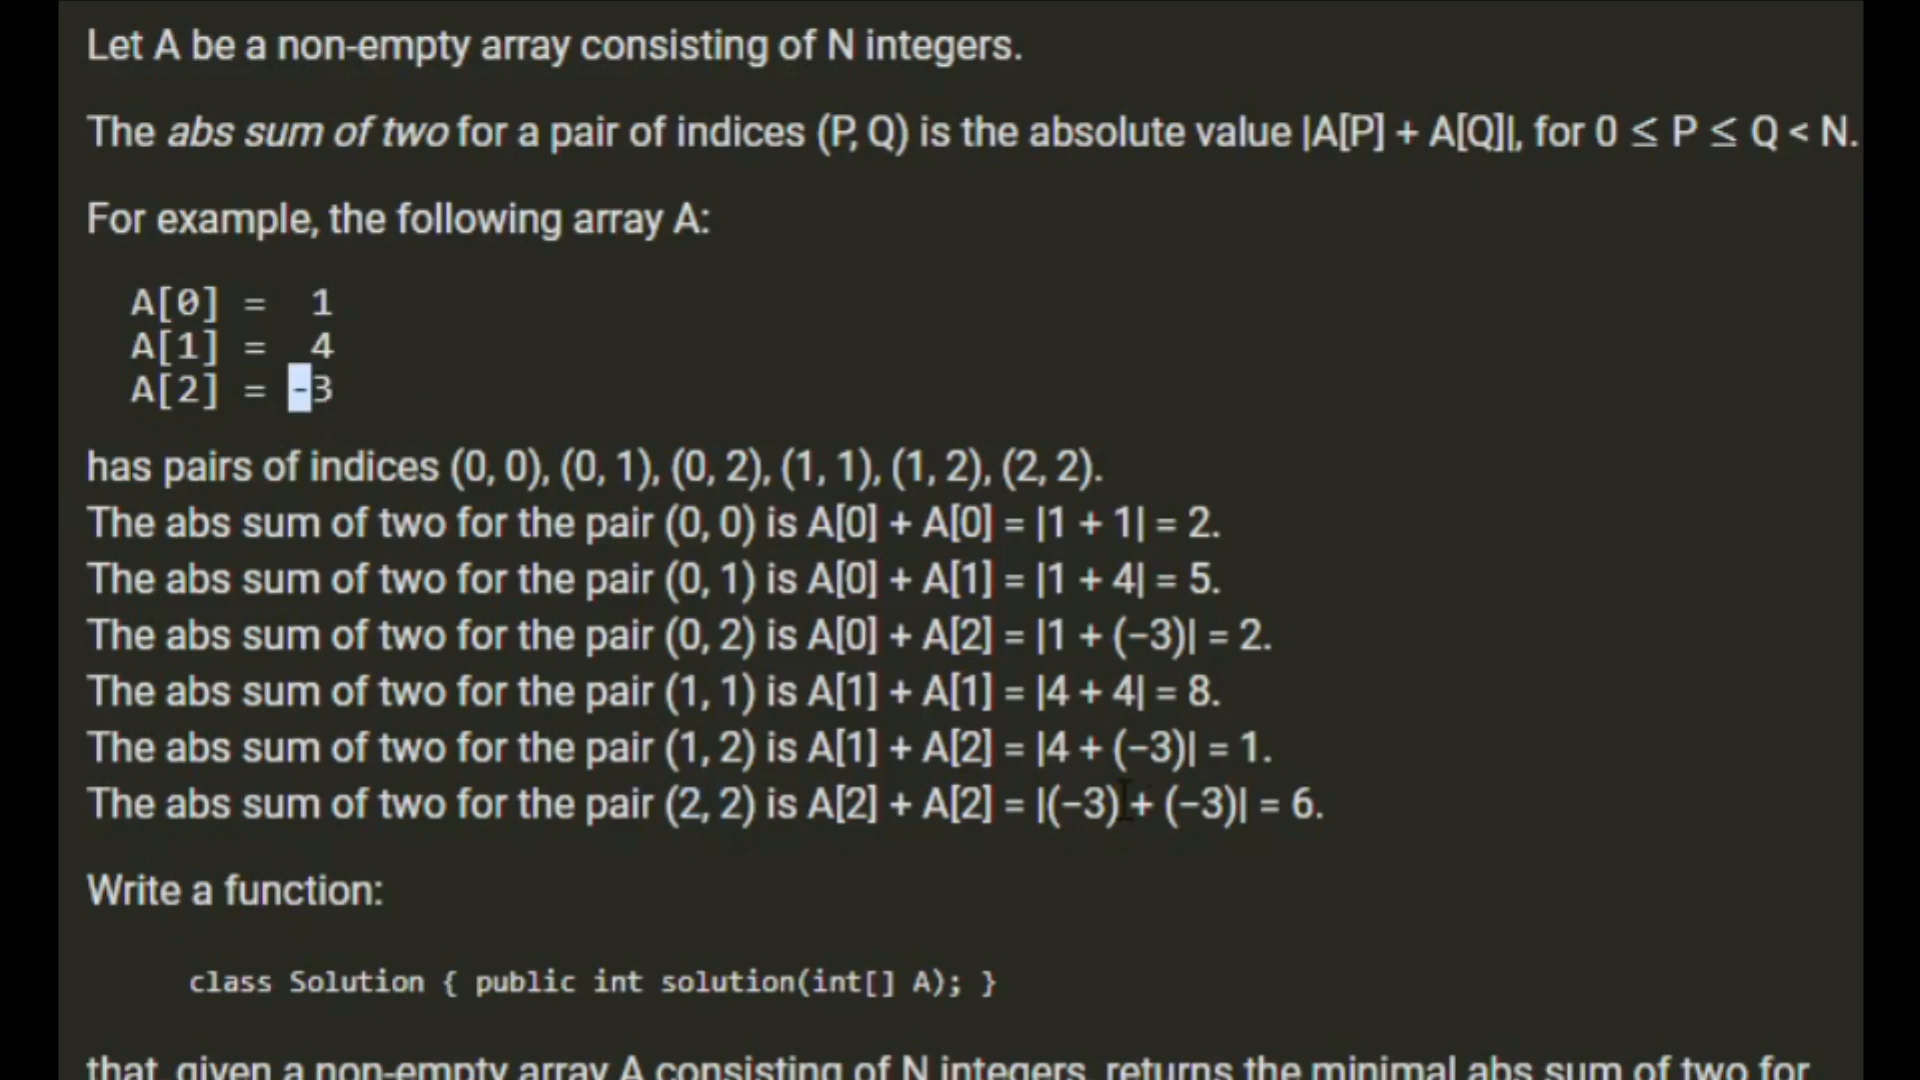 Let A be a non-empty array consisting of N integers.
The abs sum of two for a pair of indices (P, Q) is the absolute value |A[P] + A[Q]|, for 0 ≤ P ≤ Q < N.
For example, the following array A:
A[0] =  1
A[1] =  4
A[2] = -3
has pairs of indices (0, 0), (0, 1), (0, 2), (1, 1), (1, 2), (2, 2).
The abs sum of two for the pair (0, 0) is A[0] + A[0] = |1 + 1| = 2.
The abs sum of two for the pair (0, 1) is A[0] + A[1] = |1 + 4| = 5.
The abs sum of two for the pair (0, 2) is A[0] + A[2] = |1 + (−3)| = 2.
The abs sum of two for the pair (1, 1) is A[1] + A[1] = |4 + 4| = 8.
The abs sum of two for the pair (1, 2) is A[1] + A[2] = |4 + (−3)| = 1.
The abs sum of two for the pair (2, 2) is A[2] + A[2] = |(−3) + (−3)| = 6.
Write a function:
class Solution { public int solution(int[] A); }
that, given a non-empty array A consisting of N integers, returns the minimal abs sum of two for